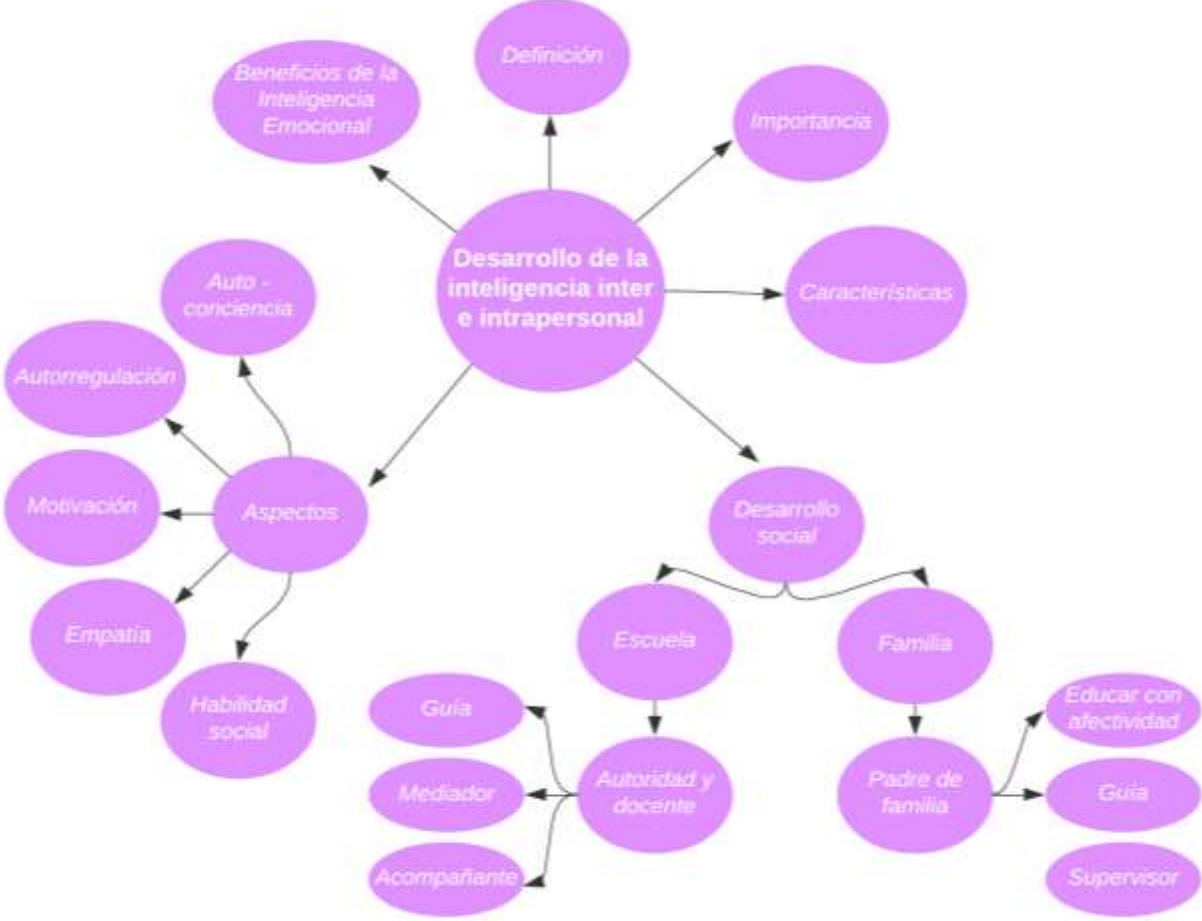 Definición
Beneficios de la
Inteligencia
Emocional
Importancia
Desarrollo de la
inteligencia inter
e intrapersonal
Características
Auto -
conciencia
Autorregulación
Motivación
Aspectos
Empatía
Habilidad
social
Desarrollo
social
Escuela
Familia
Guía
Mediador
Acompañante
Autoridad y
docente
Padre de
familia
Educar con
afectividad
Guía
Supervisor